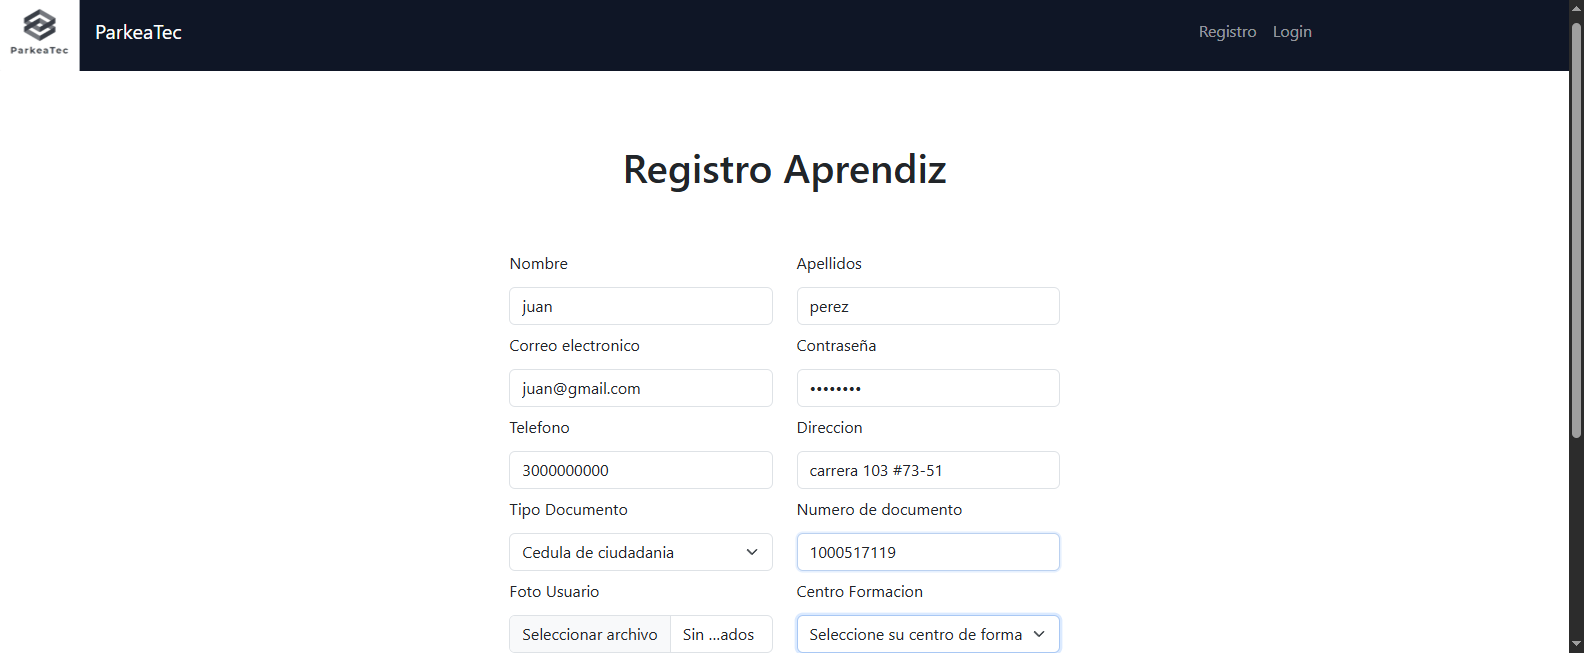 ParkeaTec
ParkeaTec
Registro Login
Registro Aprendiz
Nombre Apellidos
juan perez
Correo electronico Contraseña
juan@gmail.com ••••••••
Telefono Direccion
3000000000 carrera 103 #73-51
Tipo Documento Numero de documento
Cedula de ciudadania 1000517119
Foto Usuario Centro Formacion
Seleccionar archivo Sin ...ados Seleccione su centro de forma